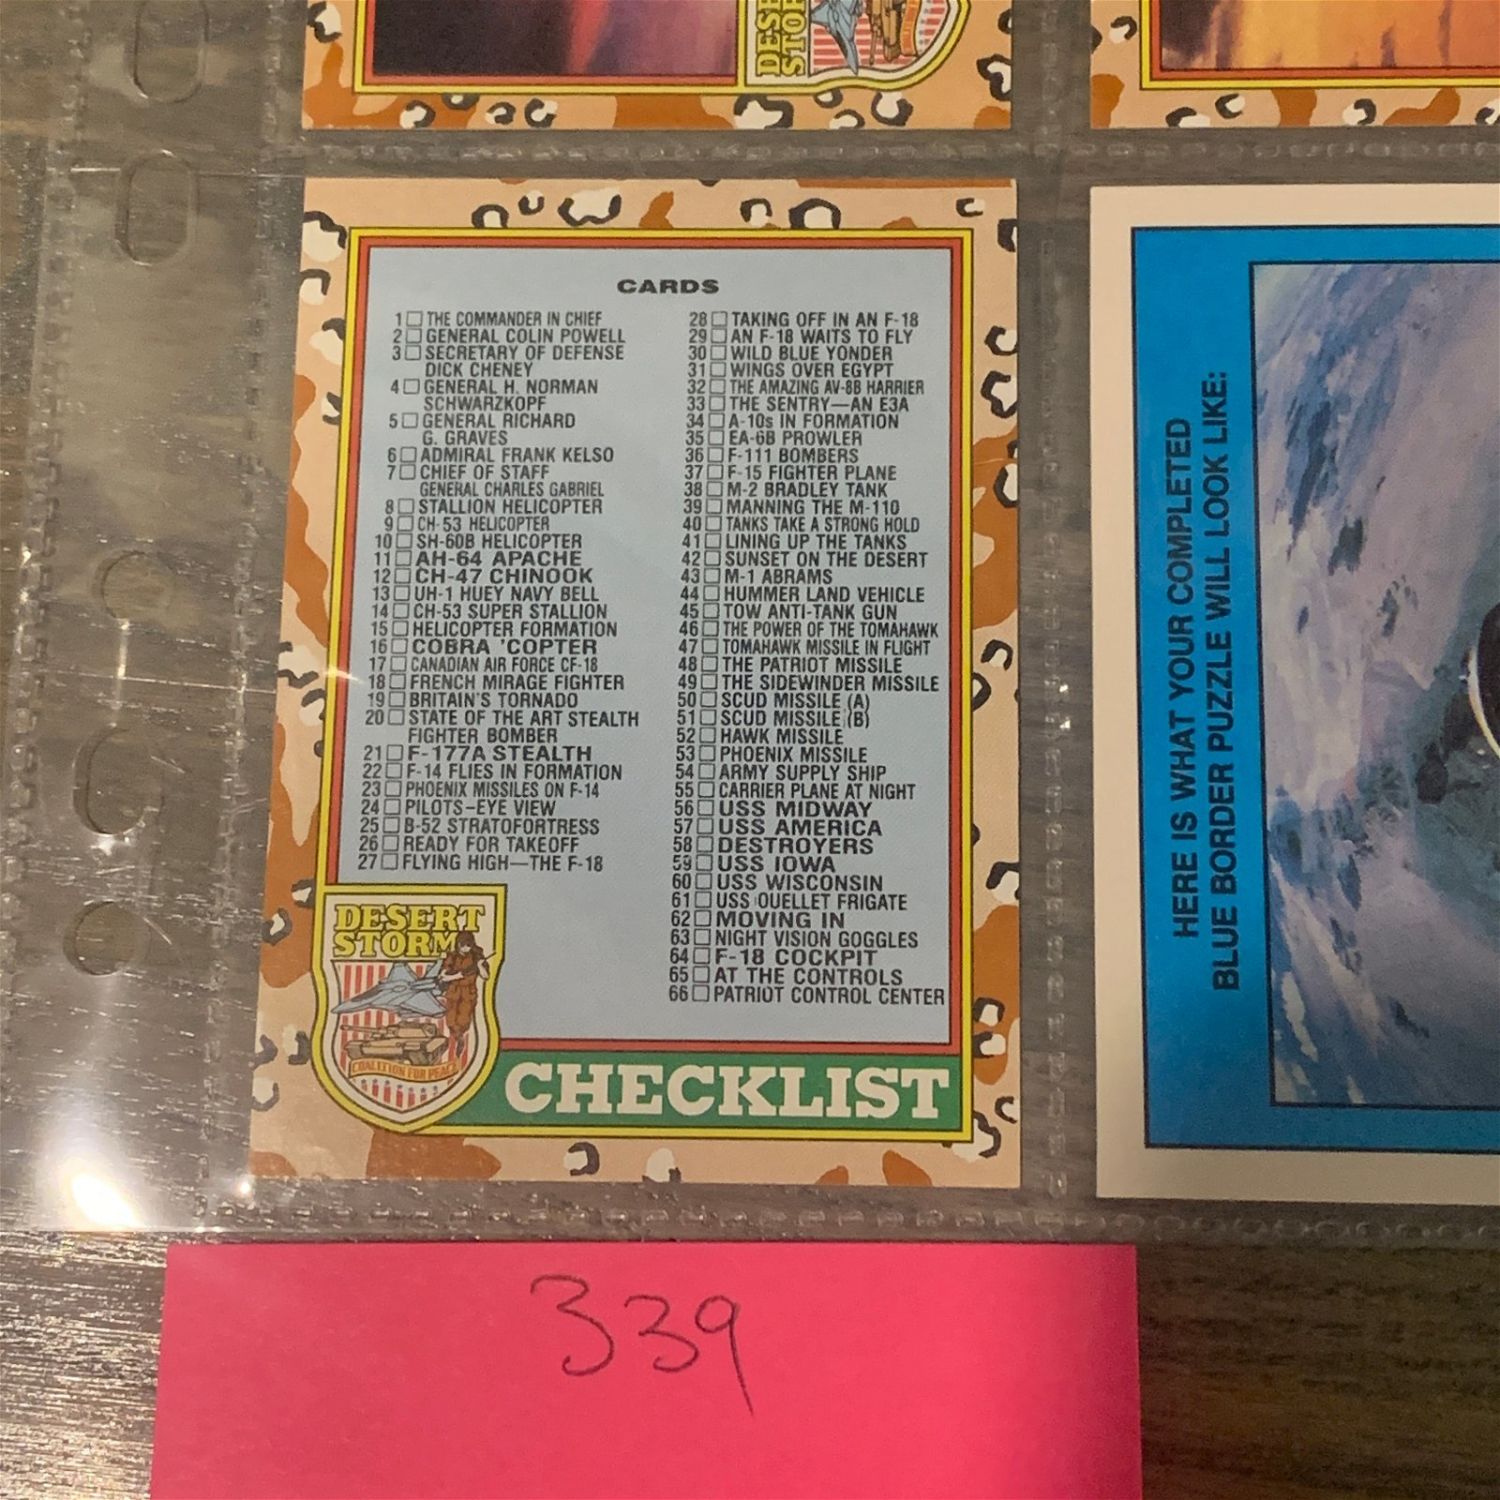 DESE
STOR
CARDS
1 □ THE COMMANDER IN CHIEF
2 □ GENERAL COLIN POWELL
3 □ SECRETARY OF DEFENSE
DICK CHENEY
4 □ GENERAL H. NORMAN
SCHWARZKOPF
5 □ GENERAL RICHARD
G. GRAVES
6 □ ADMIRAL FRANK KELSO
7 □ CHIEF OF STAFF
GENERAL CHARLES GABRIEL
8 □ STALLION HELICOPTER
9 □ CH-53 HELICOPTER
10 □ SH-60B HELICOPTER
11 □ AH-64 APACHE
12 □ CH-47 CHINOOK
13 □ UH-1 HUEY NAVY BELL
14 □ CH-53 SUPER STALLION
15 □ HELICOPTER FORMATION
16 □ COBRA 'COPTER
17 □ CANADIAN AIR FORCE CF-18
18 □ FRENCH MIRAGE FIGHTER
19 □ BRITAIN'S TORNADO
20 □ STATE OF THE ART STEALTH
FIGHTER BOMBER
21 □ F-177A STEALTH
22 □ F-14 FLIES IN FORMATION
23 □ PHOENIX MISSILES ON F-14
24 □ PILOTS-EYE VIEW
25 □ B-52 STRATOFORTRESS
26 □ READY FOR TAKEOFF
27 □ FLYING HIGH—THE F-18
28 □ TAKING OFF IN AN F-18
29 □ AN F-18 WAITS TO FLY
30 □ WILD BLUE YONDER
31 □ WINGS OVER EGYPT
32 □ THE AMAZING AV-8B HARRIER
33 □ THE SENTRY—AN E3A
34 □ A-10s IN FORMATION
35 □ EA-6B PROWLER
36 □ F-111 BOMBERS
37 □ F-15 FIGHTER PLANE
38 □ M-2 BRADLEY TANK
39 □ MANNING THE M-110
40 □ TANKS TAKE A STRONG HOLD
41 □ LINING UP THE TANKS
42 □ SUNSET ON THE DESERT
43 □ M-1 ABRAMS
44 □ HUMMER LAND VEHICLE
45 □ TOW ANTI-TANK GUN
46 □ THE POWER OF THE TOMAHAWK
47 □ TOMAHAWK MISSILE IN FLIGHT
48 □ THE PATRIOT MISSILE
49 □ THE SIDEWINDER MISSILE
50 □ SCUD MISSILE (A)
51 □ SCUD MISSILE (B)
52 □ HAWK MISSILE
53 □ PHOENIX MISSILE
54 □ ARMY SUPPLY SHIP
55 □ CARRIER PLANE AT NIGHT
56 □ USS MIDWAY
57 □ USS AMERICA
58 □ DESTROYERS
59 □ USS IOWA
60 □ USS WISCONSIN
61 □ USS OUELLET FRIGATE
62 □ MOVING IN
63 □ NIGHT VISION GOGGLES
64 □ F-18 COCKPIT
65 □ AT THE CONTROLS
66 □ PATRIOT CONTROL CENTER
DESERT
STORM
COALITION FOR PEACE
CHECKLIST
HERE IS WHAT YOUR COMPLETED
BLUE BORDER PUZZLE WILL LOOK LIKE:
339